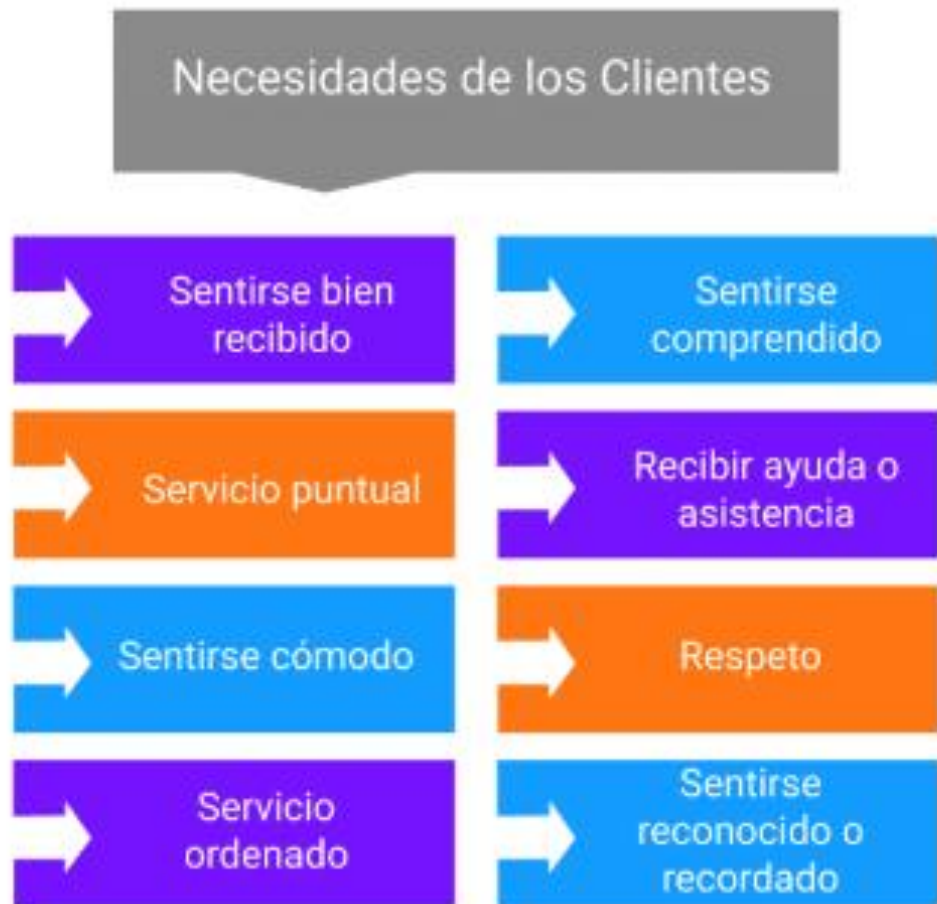 Necesidades de los Clientes
Sentirse bien
recibido
Sentirse
comprendido
Servicio puntual
Recibir ayuda o
asistencia
Sentirse cómodo
Respeto
Servicio
ordenado
Sentirse
reconocido o
recordado